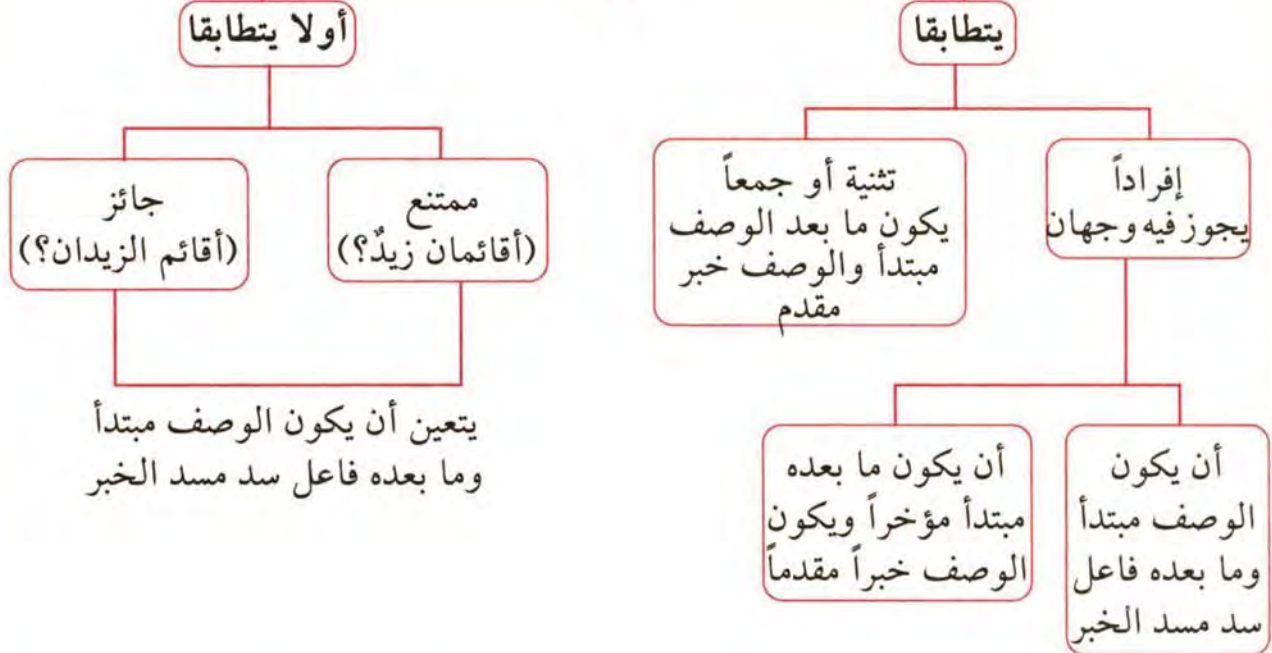 يتطابقا
إفراداً
يجوز فيه وجهان
أن يكون
الوصف مبتدأ
وما بعده فاعل
سد مسد الخبر
أن يكون ما بعده
مبتدأ مؤخراً ويكون
الوصف خبراً مقدماً
تثنية أو جمعاً
يكون ما بعد الوصف
مبتدأ والوصف خبر
مقدم
أولا يتطابقا
ممتنع
(أقائمان زيدٌ؟)
جائز
(أقائم الزيدان؟)
يتعين أن يكون الوصف مبتدأ
وما بعده فاعل سد مسد الخبر